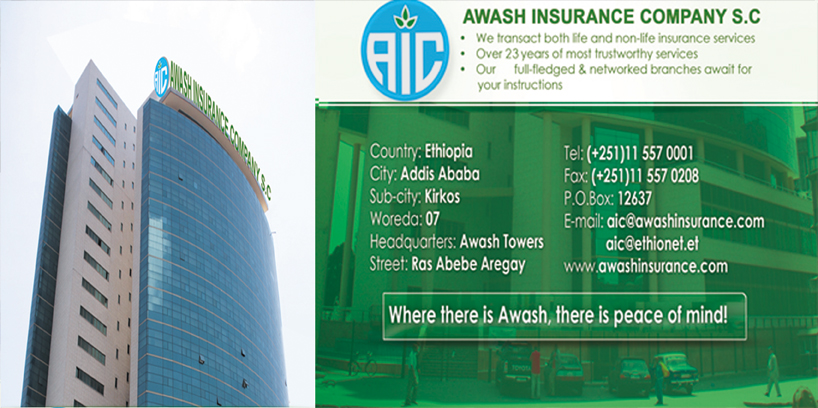 AWASH INSURANCE COMPANY S.C
AIC
AWASH INSURANCE COMPANY S.C
• We transact both life and non-life insurance services
• Over 23 years of most trustworthy services
• Our full-fledged & networked branches await for
your instructions
Country: Ethiopia
City: Addis Ababa
Sub-city: Kirkos
Woreda: 07
Headquarters: Awash Towers
Street: Ras Abebe Aregay
Tel: (+251)11 557 0001
Fax: (+251)11 557 0208
P.O.Box: 12637
E-mail: aic@awashinsurance.com
aic@ethionet.et
www.awashinsurance.com
Where there is Awash, there is peace of mind!